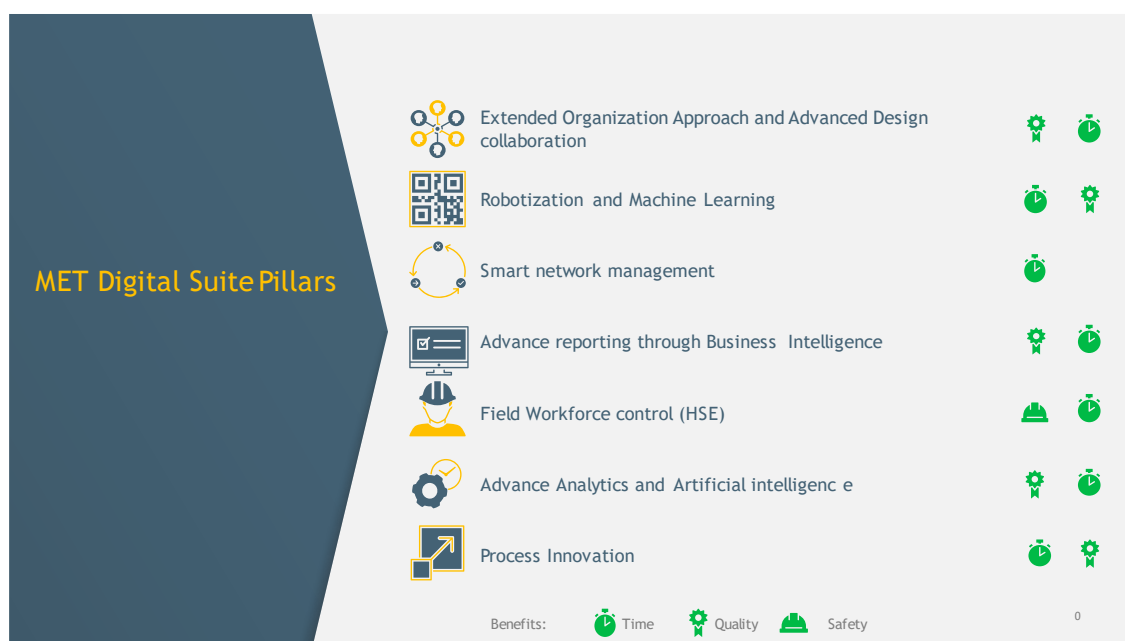 MET Digital Suite Pillars
Extended Organization Approach and Advanced Design
collaboration
Robotization and Machine Learning
Smart network management
Advance reporting through Business Intelligence
Field Workforce control (HSE)
Advance Analytics and Artificial intelligenc e
Process Innovation
Benefits: Time Quality Safety
0